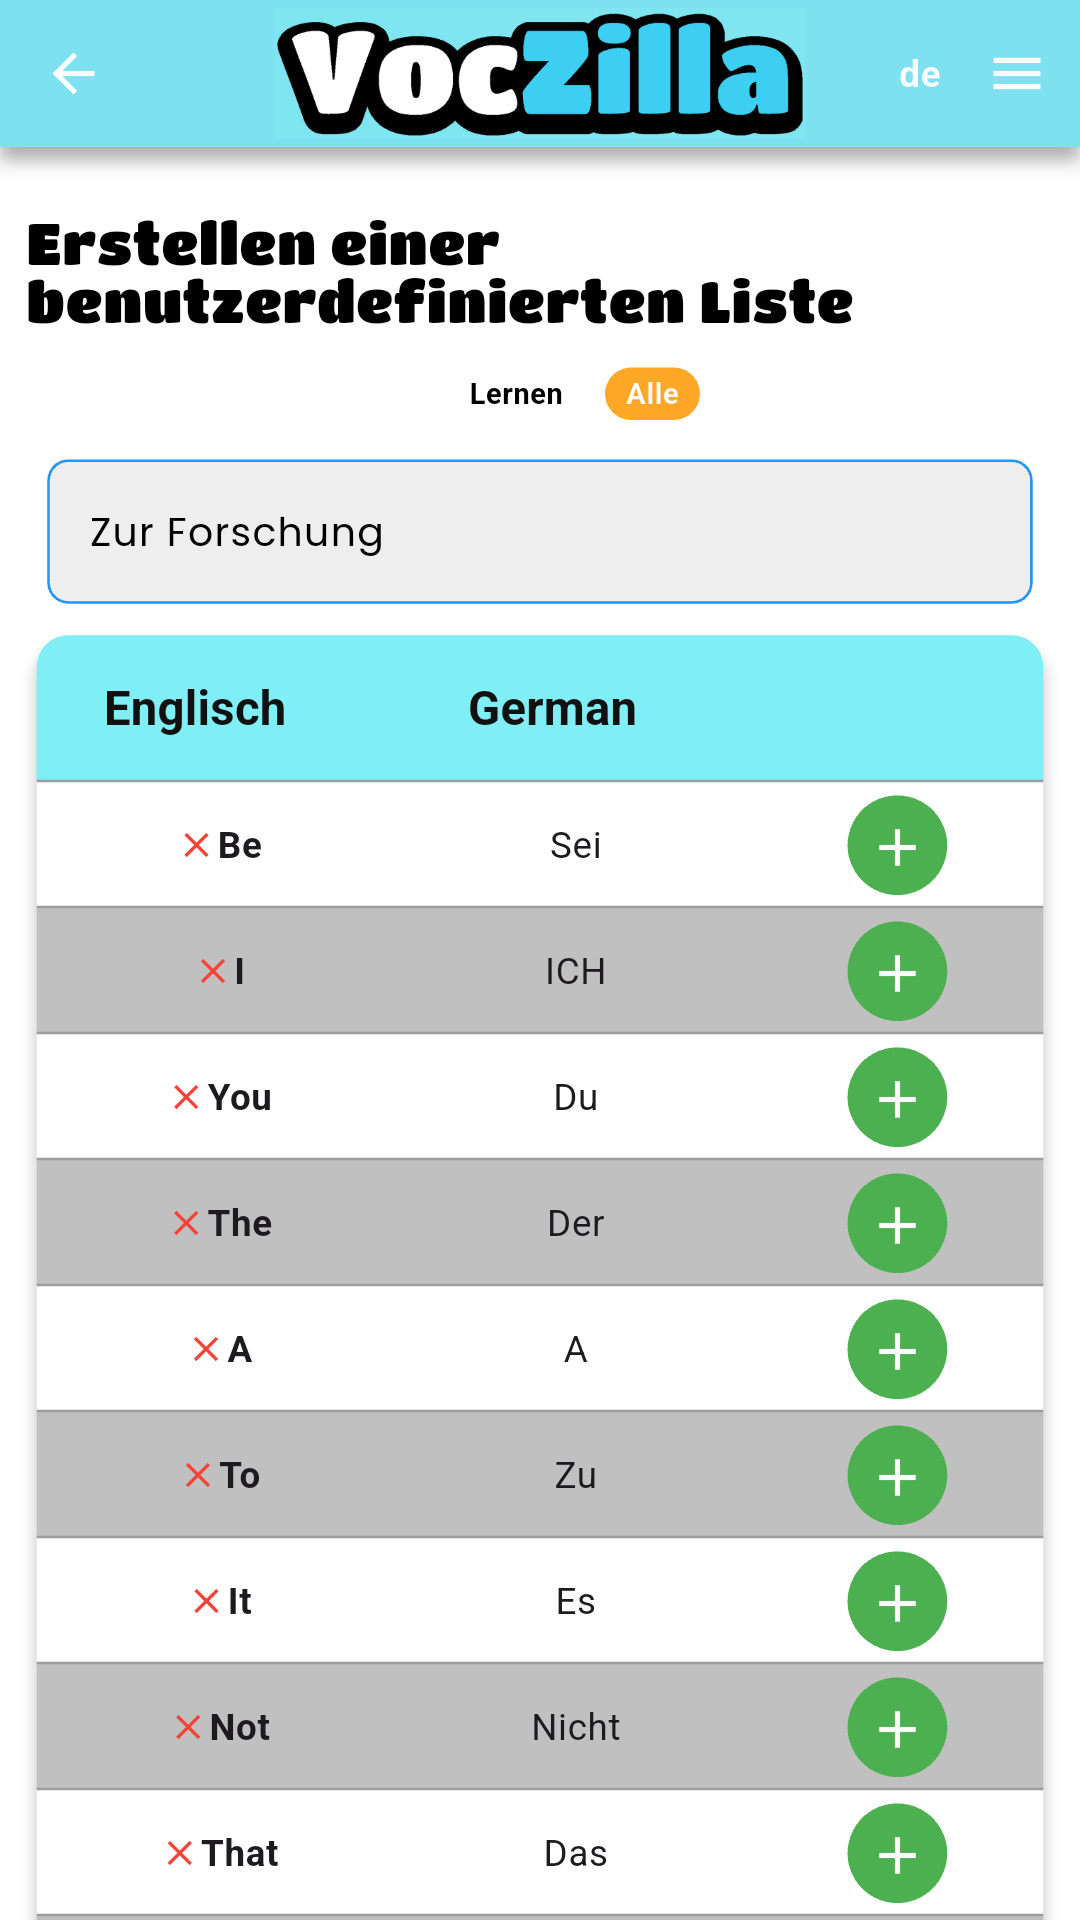 VocZilla
de
Erstellen einer
benutzerdefinierten Liste
Lernen Alle
Zur Forschung
Englisch German
Be Sei
I ICH
You Du
The Der
A A
To Zu
It Es
Not Nicht
That Das